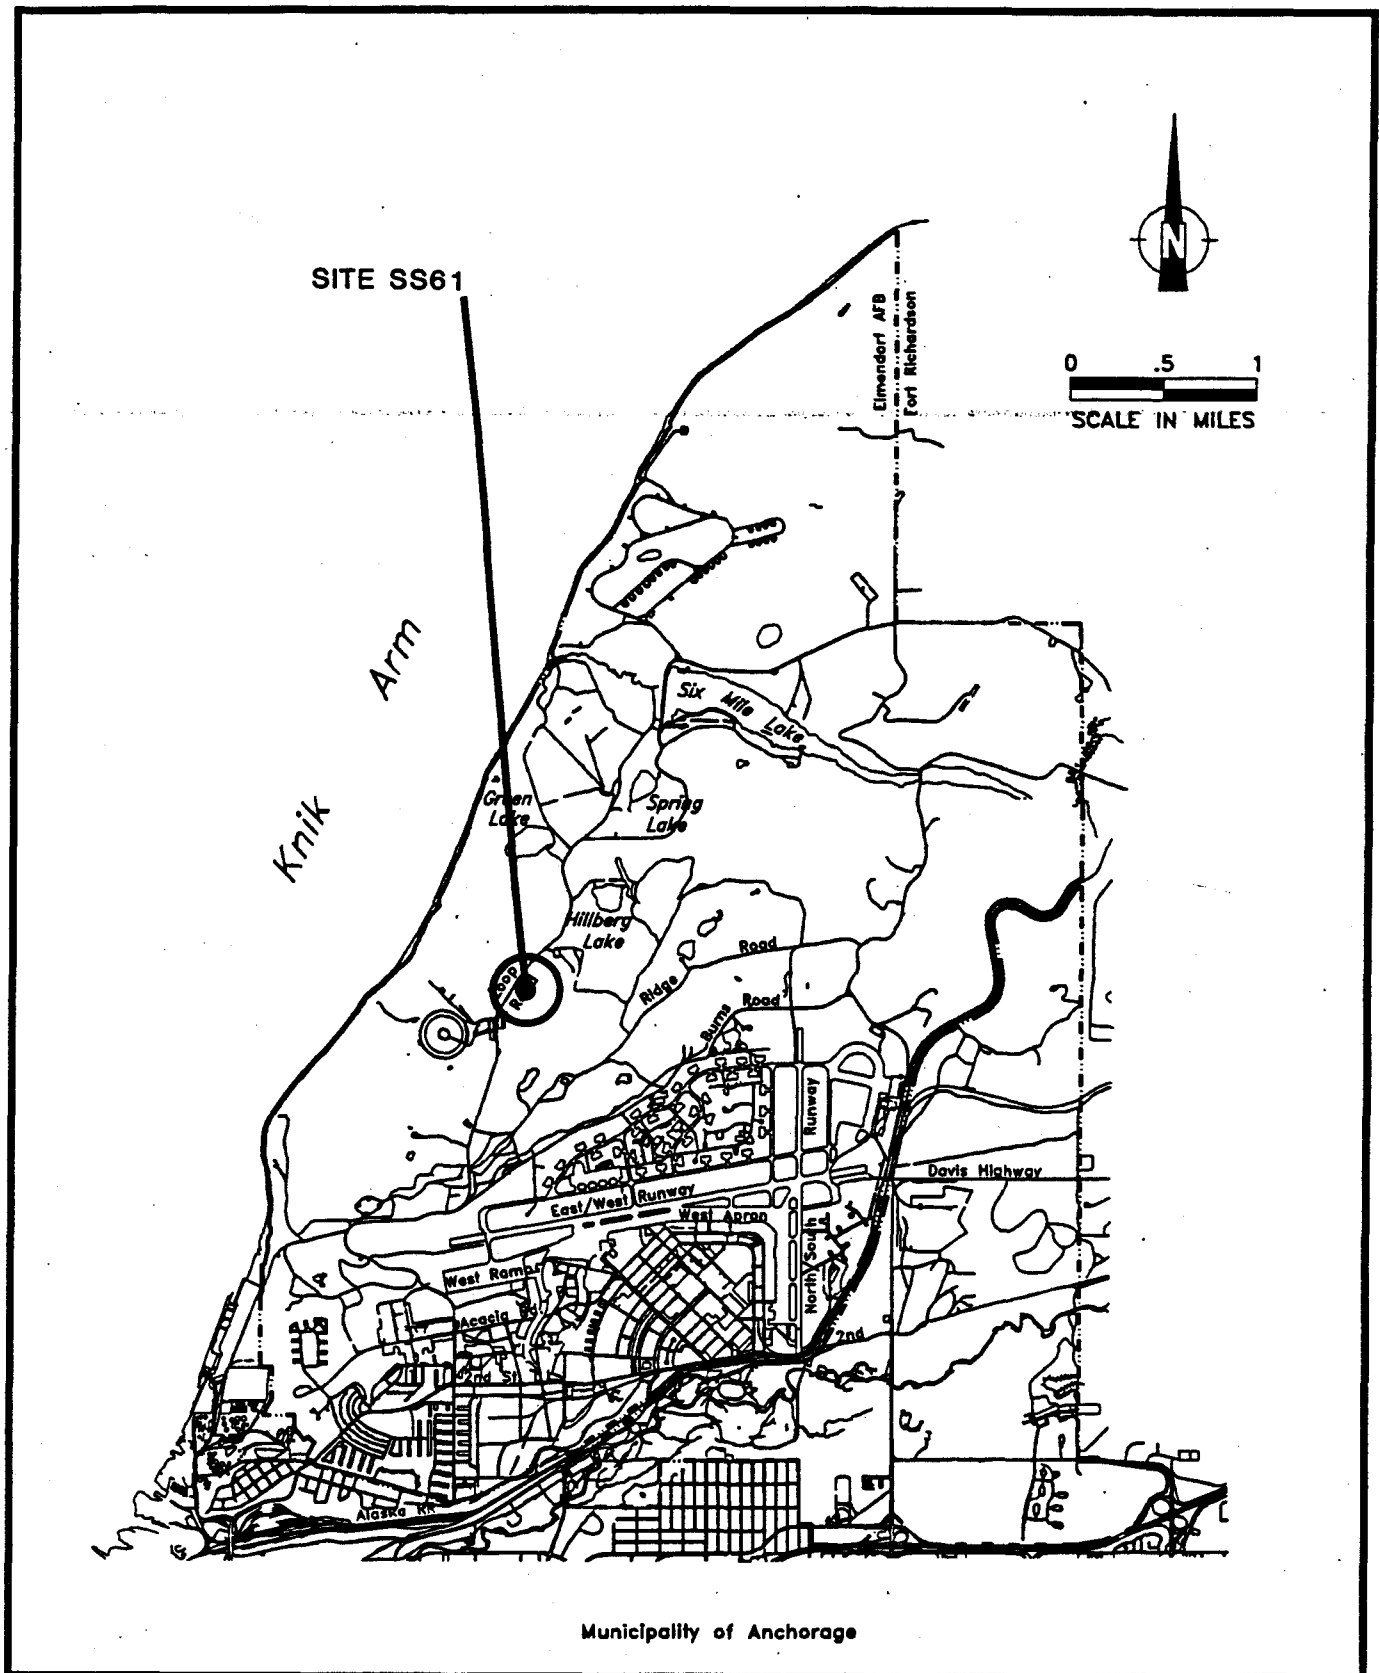 SITE SS61
N
Elmendorf AFB
Fort Richardson
0 .5 1
SCALE IN MILES
Knik Arm
Six Mile Lake
Green
Lake
Spring
Lake
Hillberg
Lake
Loop
Ridge Road
Burns Road
Runway
Davis Highway
East/West Runway
West Apron
North/South
West Ramp
Acacia Rd.
2nd
2nd St
Alaska RR
Municipality of Anchorage